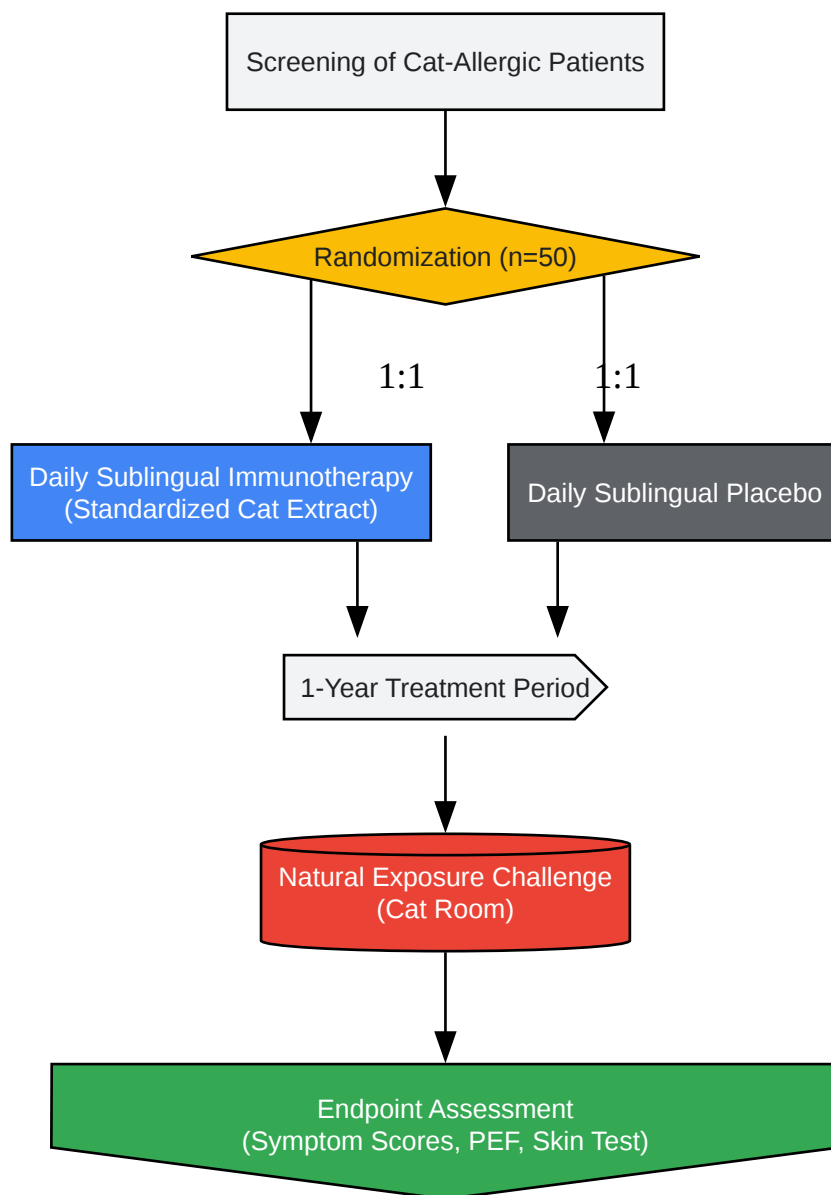 Screening of Cat-Allergic Patients
Randomization (n=50)
1:1
1:1
Daily Sublingual Immunotherapy
(Standardized Cat Extract)
Daily Sublingual Placebo
1-Year Treatment Period
Natural Exposure Challenge
(Cat Room)
Endpoint Assessment
(Symptom Scores, PEF, Skin Test)